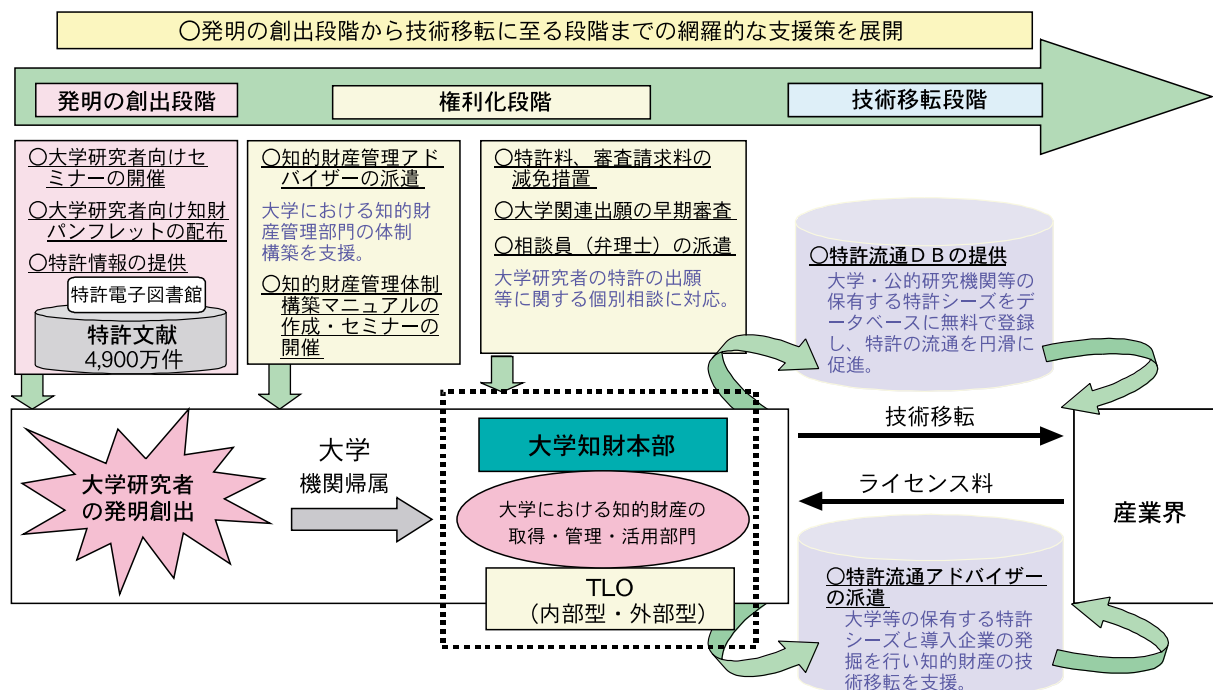 〇発明の創出段階から技術移転に至る段階までの網羅的な支援策を展開
発明の創出段階
権利化段階
技術移転段階
〇大学研究者向けセ
ミナーの開催
〇大学研究者向け知財
パンフレットの配布
〇特許情報の提供
特許電子図書館
特許文献
4,900万件
〇知的財産管理アド
バイザーの派遣
大学における知的財
産管理部門の体制
構築を支援。
〇知的財産管理体制
構築マニュアルの
作成・セミナーの
開催
〇特許料、審査請求料の
減免措置
〇大学関連出願の早期審査
〇相談員（弁理士）の派遣
大学研究者の特許の出願
等に関する個別相談に対応。
〇特許流通ＤＢの提供
大学・公的研究機関等の
保有する特許シーズをデ
ータベースに無料で登録
し、特許の流通を円滑に
促進。
大学研究者
の発明創出
大学
機関帰属
大学知財本部
大学における知的財産の
取得・管理・活用部門
TLO
（内部型・外部型）
技術移転
ライセンス料
産業界
〇特許流通アドバイザー
の派遣
大学等の保有する特許
シーズと導入企業の発
掘を行い知的財産の技
術移転を支援。